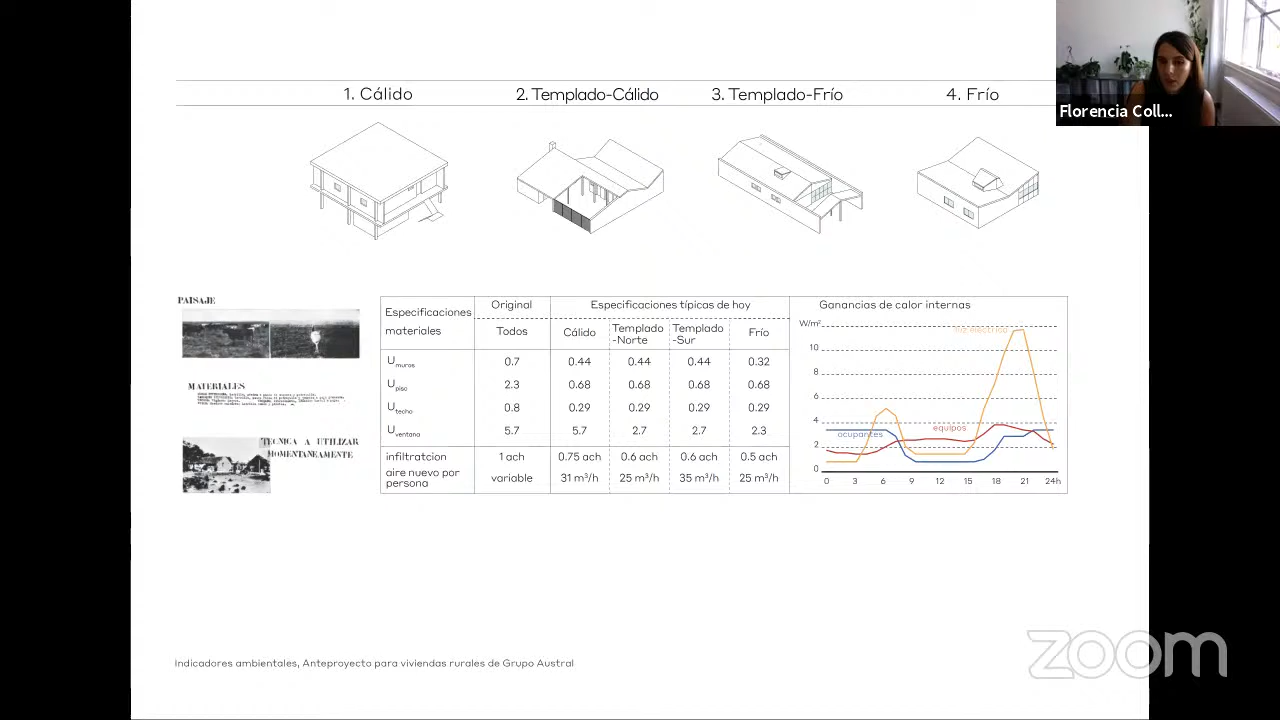 1. Cálido
2. Templado-Cálido
3. Templado-Frío
4. Frío
Florencia Coll...
PAISAJE
MATERIALES
TECNICA A UTILIZAR
MOMENTANEAMENTE
Especificaciones
materiales
Original
Especificaciones típicas de hoy
Todos
Cálido
Templado
-Norte
Templado
-Sur
Frío
Umuros 0.7 0.44 0.44 0.44 0.32
Upiso 2.3 0.68 0.68 0.68 0.68
Utecho 0.8 0.29 0.29 0.29 0.29
Uventana 5.7 5.7 2.7 2.7 2.3
infiltratcion 1 ach 0.75 ach 0.6 ach 0.6 ach 0.5 ach
aire nuevo por
persona
variable 31 m³/h 25 m³/h 35 m³/h 25 m³/h
Ganancias de calor internas
W/m²
10
8
6
4
2
0
luz eléctrica
ocupantes
equipos
0 3 6 9 12 15 18 21 24h
Indicadores ambientales, Anteproyecto para viviendas rurales de Grupo Austral
zoom